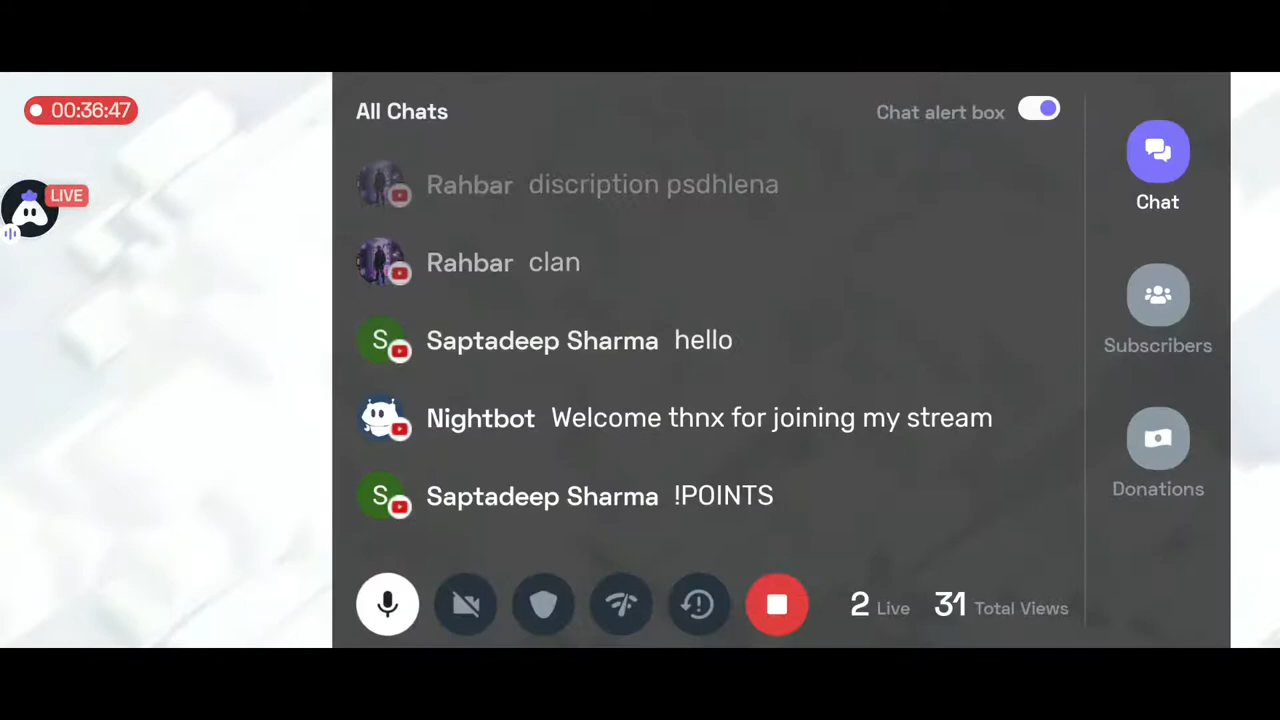 00:36:47
LIVE
All Chats
Chat alert box
Rahbar discription psdhlena
Rahbar clan
S Saptadeep Sharma hello
Nightbot Welcome thnx for joining my stream
S Saptadeep Sharma !POINTS
2 Live 31 Total Views
Chat
Subscribers
Donations